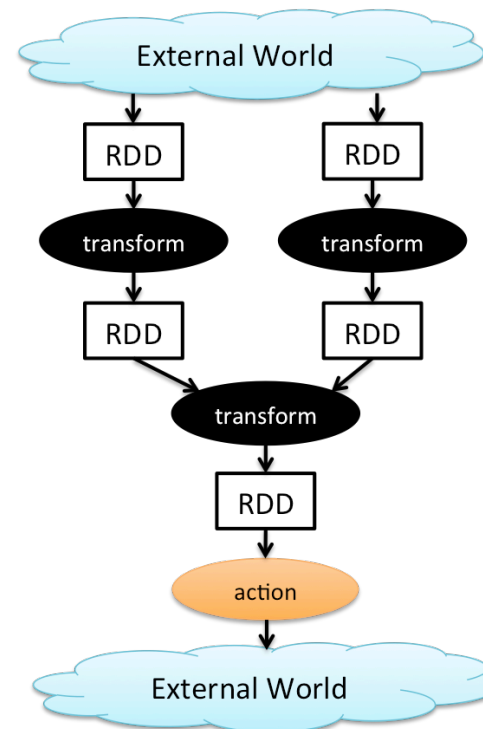 External World
RDD
RDD
transform
transform
RDD
RDD
transform
RDD
action
External World